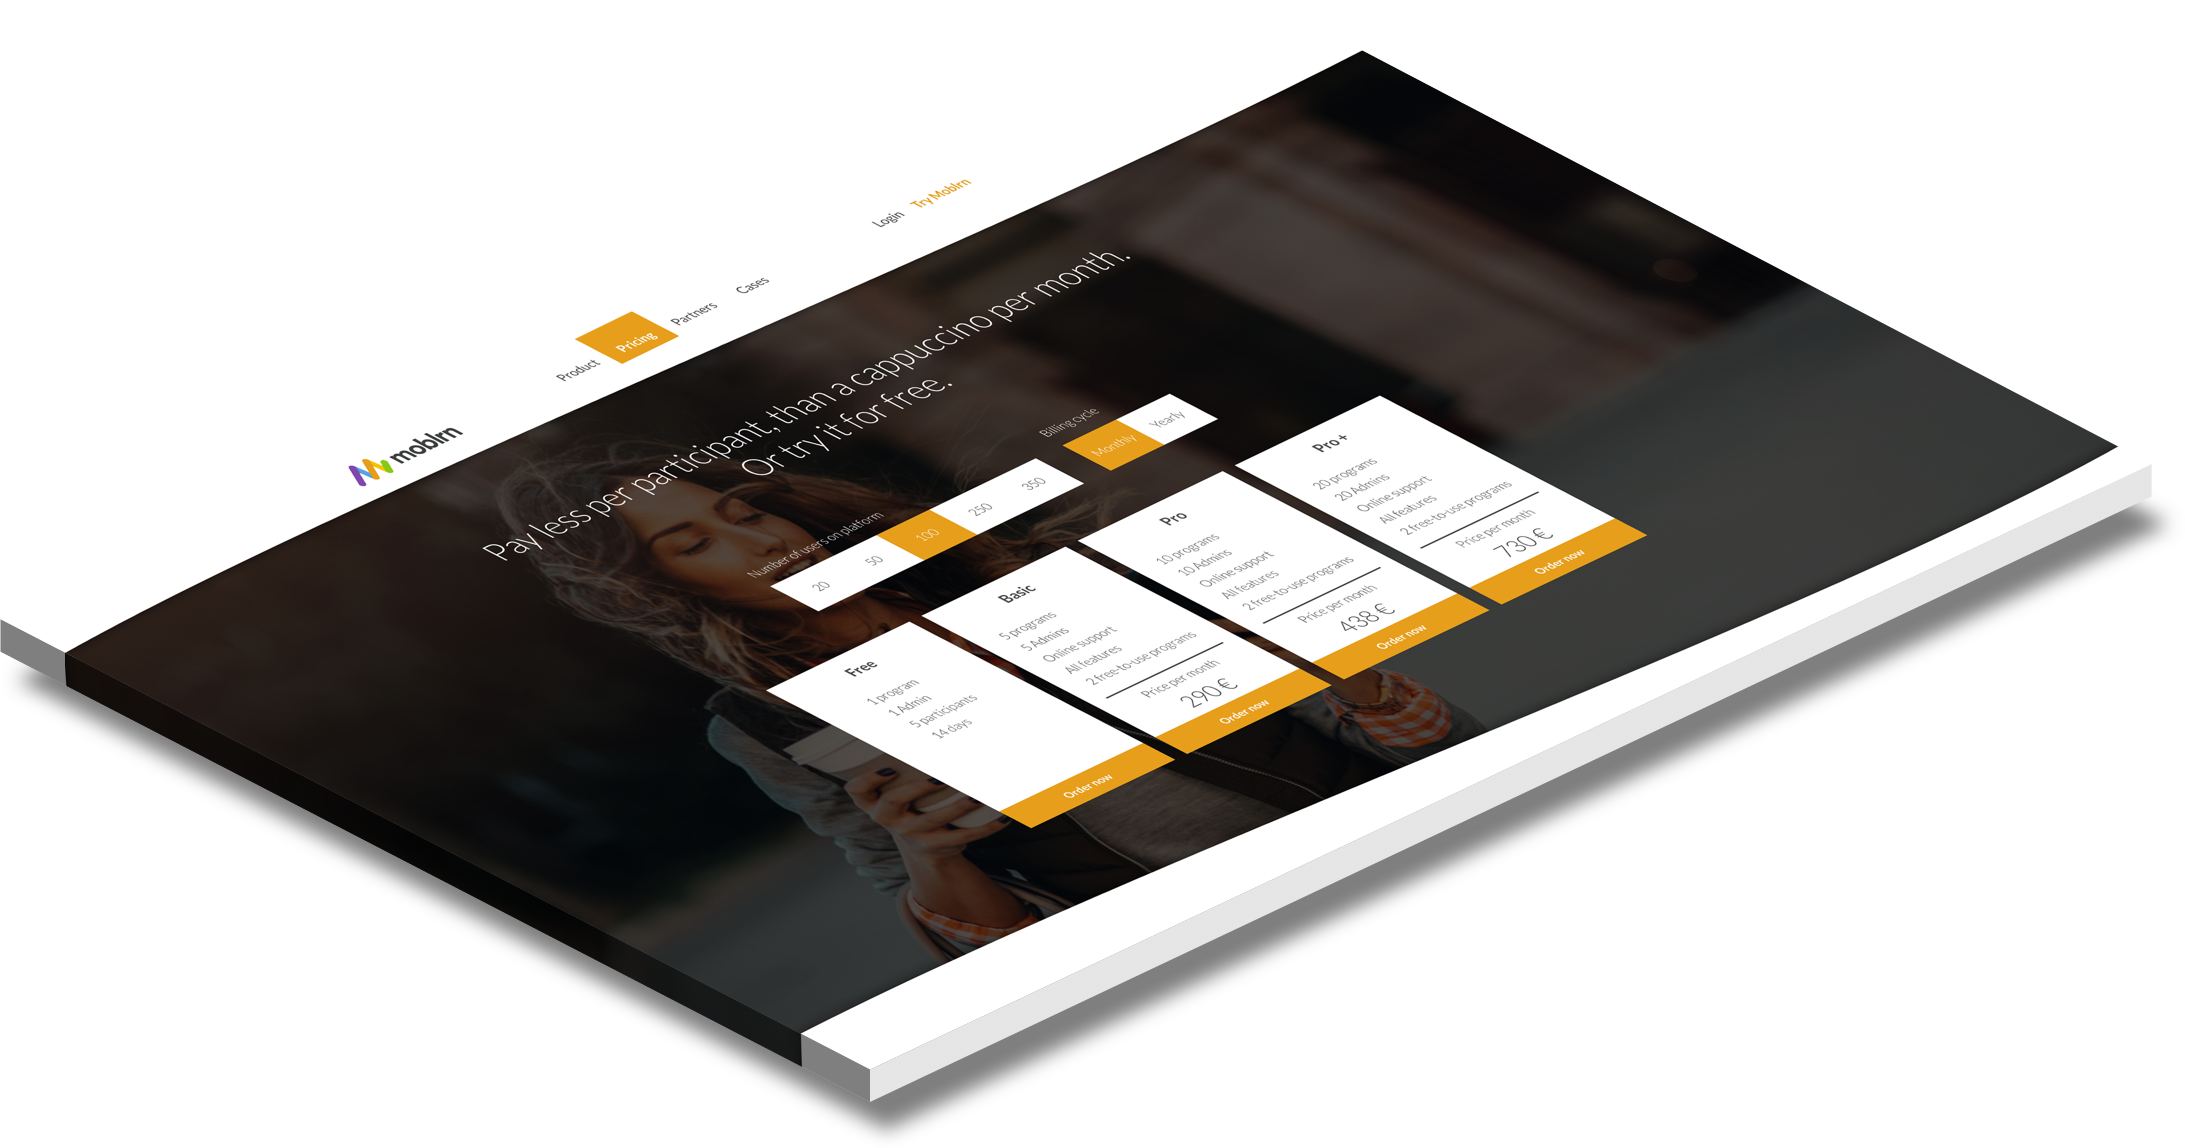 moblrn
Product
Pricing
Partners
Cases
Login
Try Moblrn
Pay less per participant, than a cappuccino per month.
Or try it for free.
Number of users on platform
20
50
100
250
350
Billing cycle
Monthly
Yearly
Free
1 program
1 Admin
5 participants
14 days
Order now
Basic
5 programs
5 Admins
Online support
All features
2 free-to-use programs
Price per month
290 €
Order now
Pro
10 programs
10 Admins
Online support
All features
2 free-to-use programs
Price per month
438 €
Order now
Pro +
20 programs
20 Admins
Online support
All features
2 free-to-use programs
Price per month
730 €
Order now